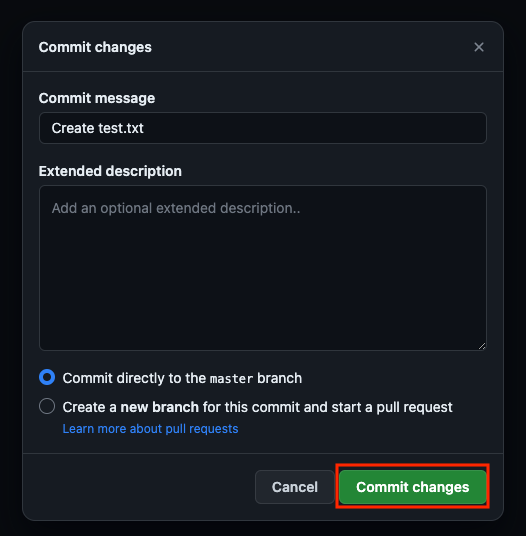 Commit changes
Commit message
Create test.txt
Extended description
Add an optional extended description..
Commit directly to the master branch
Create a new branch for this commit and start a pull request
Learn more about pull requests
Cancel
Commit changes